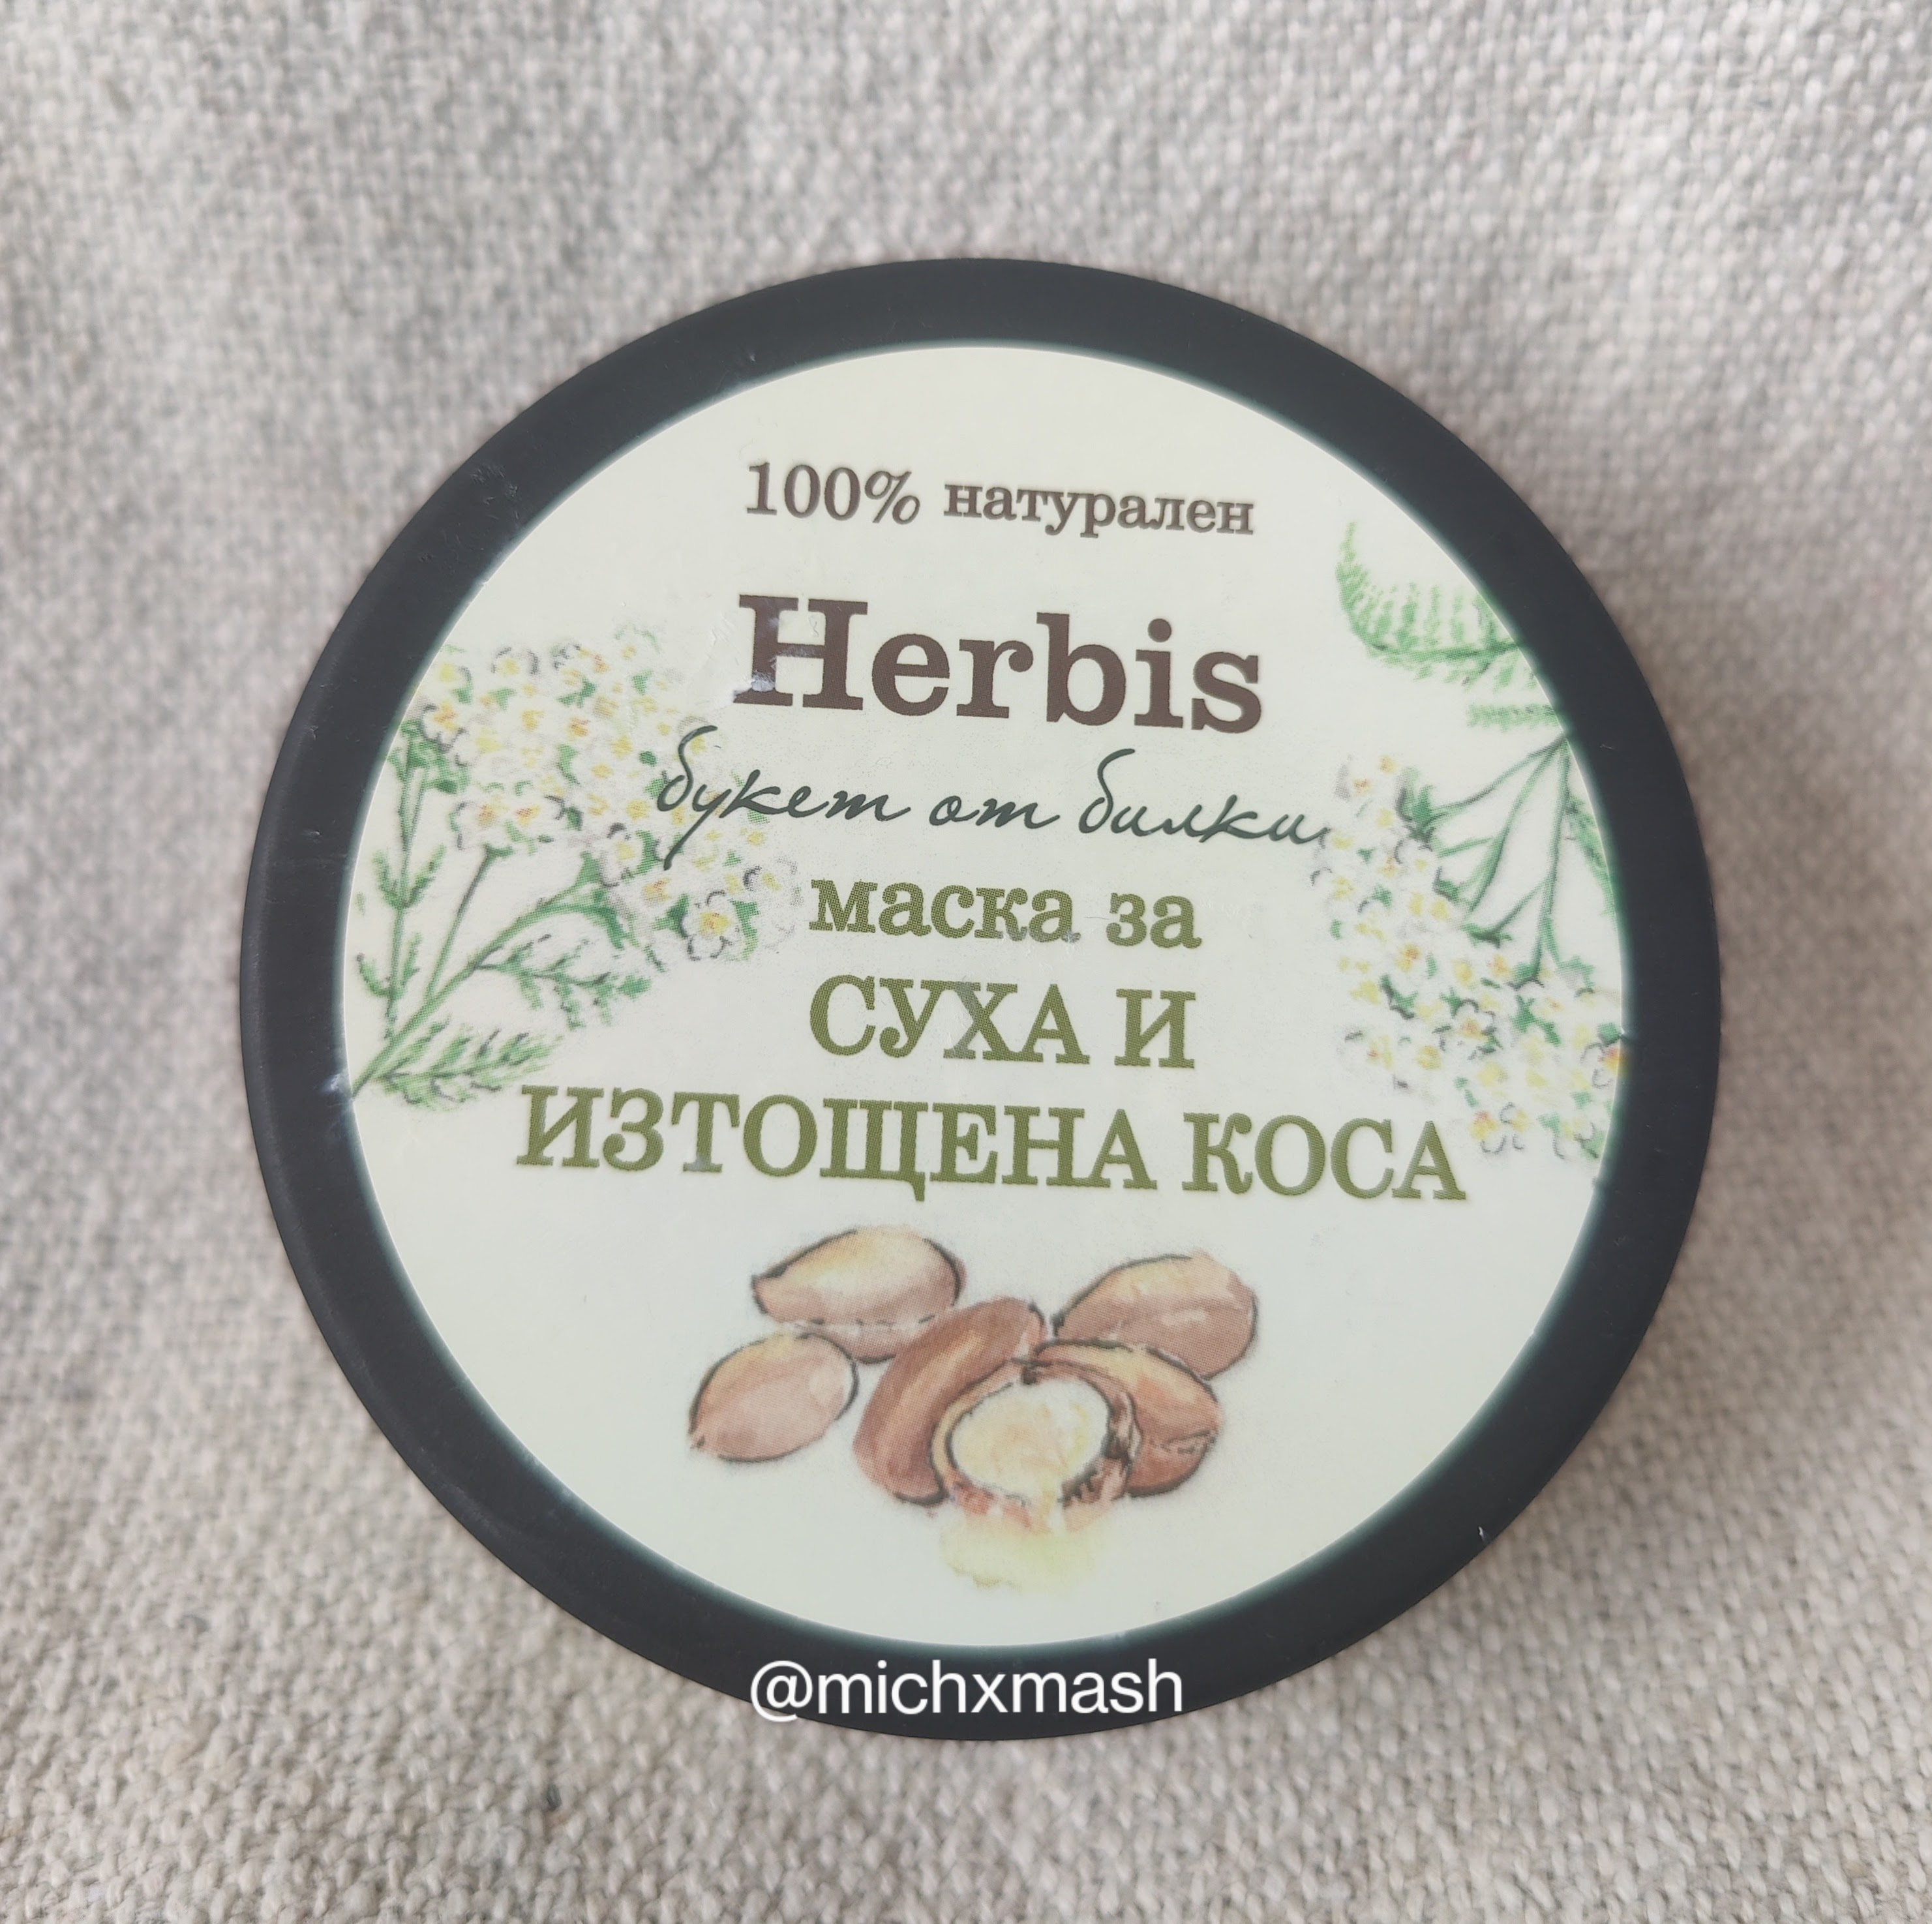 100% натурален
Herbis
букет от билки
маска за
СУХА И
ИЗТОЩЕНА КОСА
@michxmash